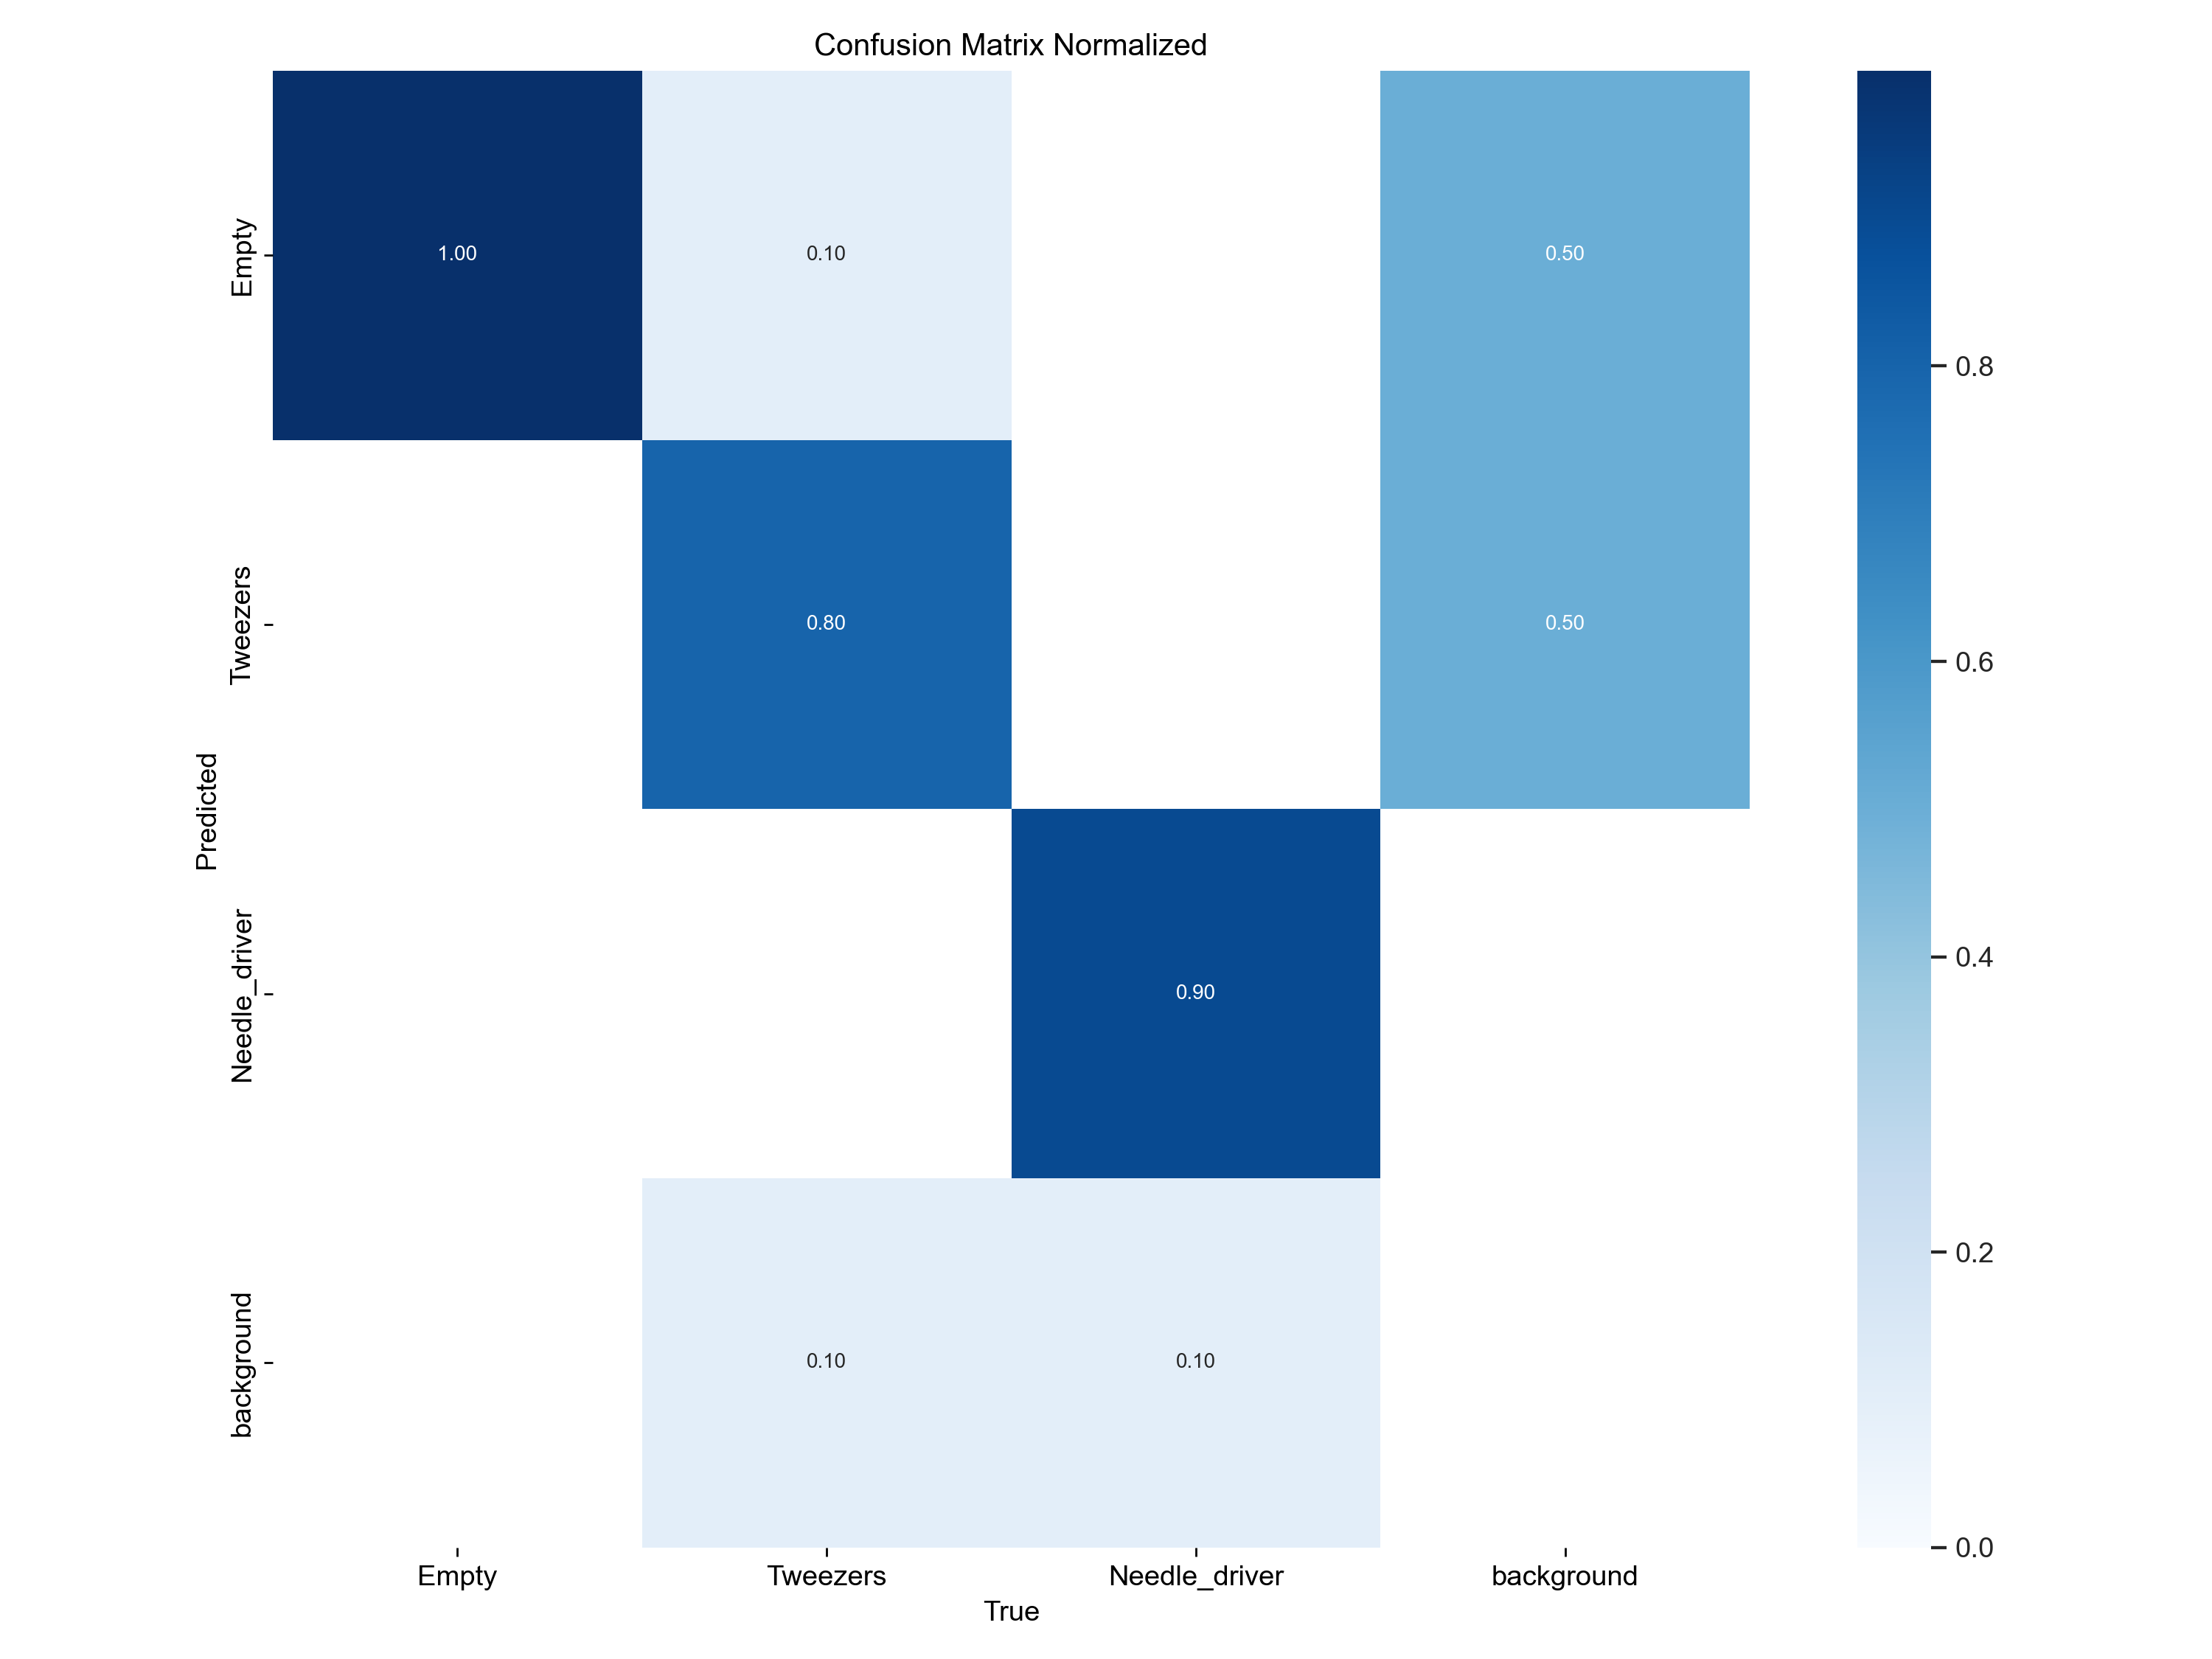 Confusion Matrix Normalized
Empty
1.00
0.10
0.50
0.8
Tweezers
0.80
0.50
0.6
Predicted
Needle_driver
0.90
0.4
background
0.10
0.10
0.2
0.0
Empty
Tweezers
Needle_driver
background
True